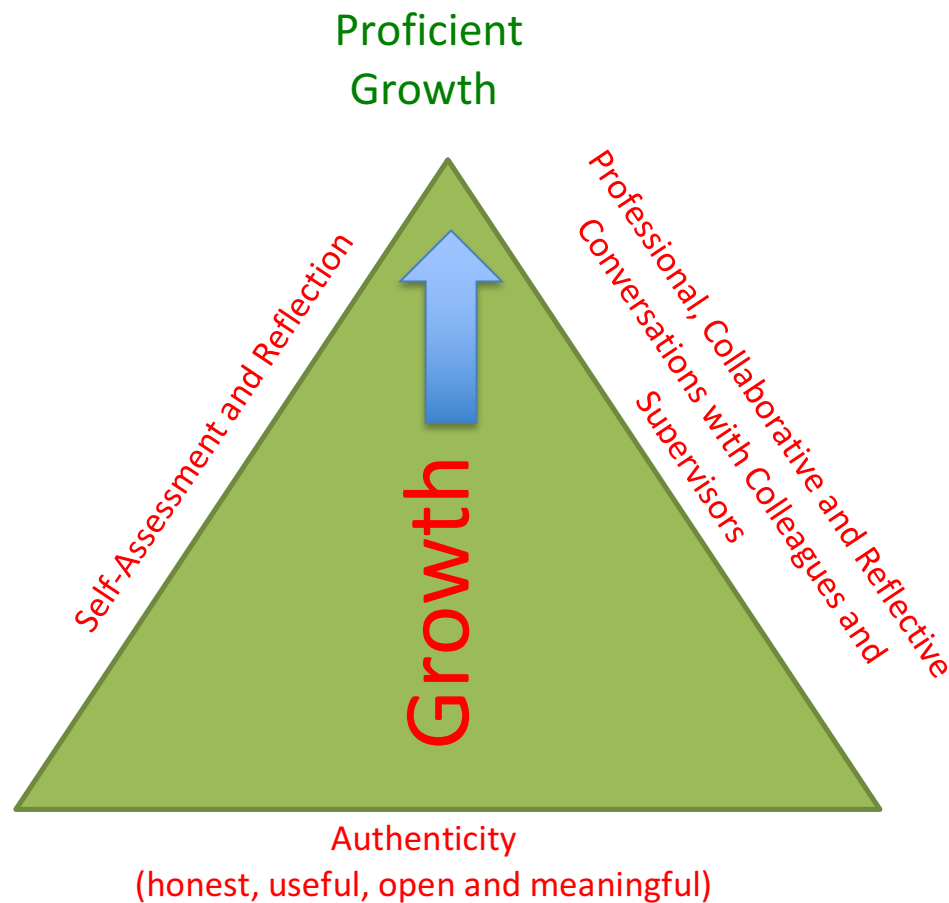 Proficient
Growth
Self-Assessment and Reflection
Professional, Collaborative and Reflective
Conversations with Colleagues and
Supervisors
Growth
Authenticity
(honest, useful, open and meaningful)